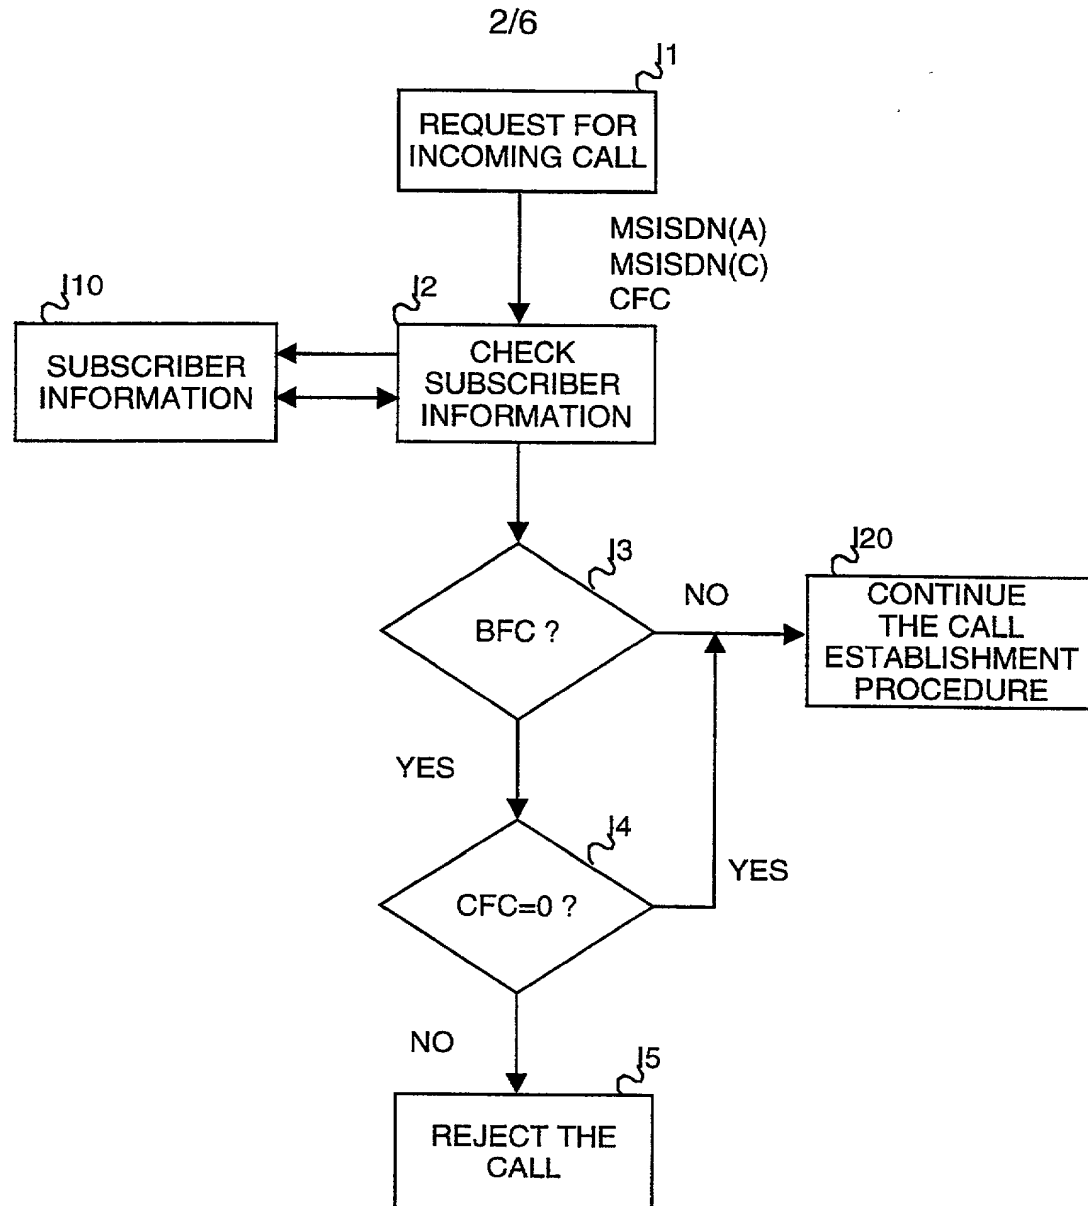 2/6
I1
REQUEST FOR
INCOMING CALL
MSISDN(A)
MSISDN(C)
CFC
I10
I2
SUBSCRIBER
INFORMATION
CHECK
SUBSCRIBER
INFORMATION
I3
I20
BFC ?
NO
CONTINUE
THE CALL
ESTABLISHMENT
PROCEDURE
YES
I4
CFC=0 ?
YES
NO
I5
REJECT THE
CALL